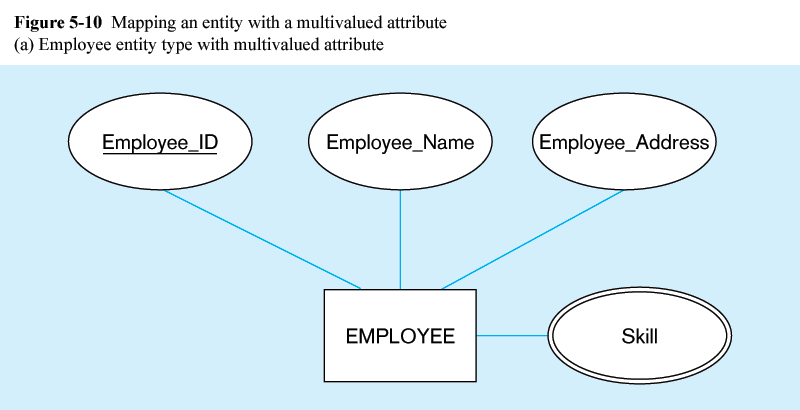 Figure 5-10 Mapping an entity with a multivalued attribute
(a) Employee entity type with multivalued attribute
Employee_ID
Employee_Name
Employee_Address
EMPLOYEE
Skill